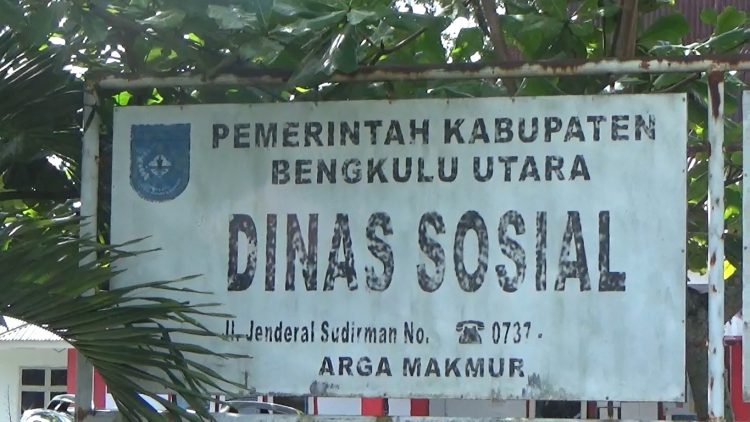 PEMERINTAH KABUPATEN
BENGKULU UTARA
DINAS SOSIAL
Jl. Jenderal Sudirman No. ☎ 0737 -
ARGA MAKMUR